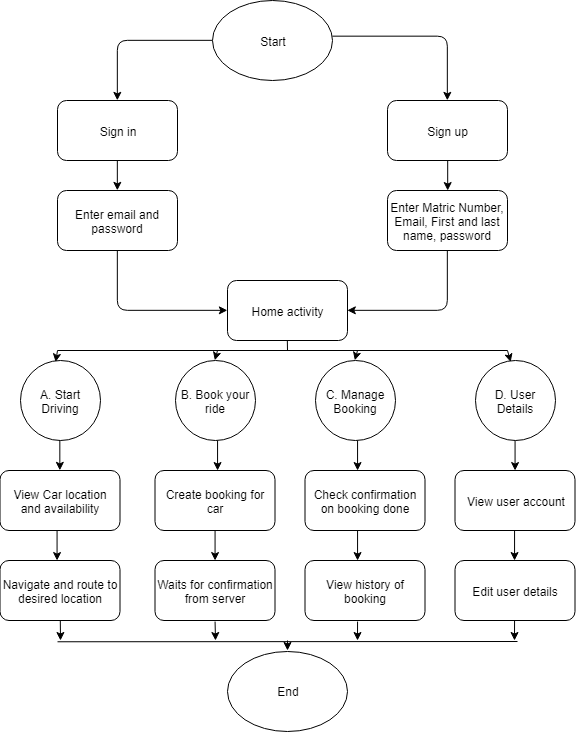 Start
Sign in
Sign up
Enter email and
password
Enter Matric Number,
Email, First and last
name, password
Home activity
A. Start
Driving
B. Book your
ride
C. Manage
Booking
D. User
Details
View Car location
and availability
Create booking for
car
Check confirmation
on booking done
View user account
Navigate and route to
desired location
Waits for confirmation
from server
View history of
booking
Edit user details
End